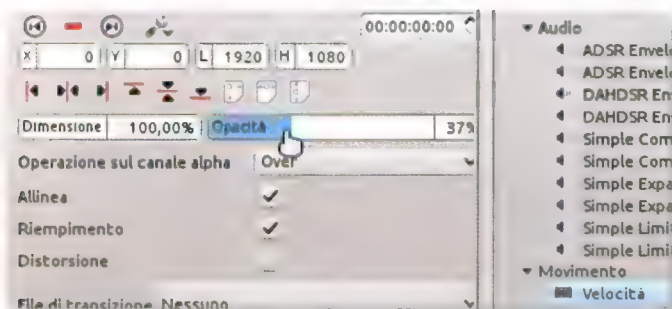 00:00:00:00
X 0 Y 0 L 1920 H 1080
Dimensione 100,00% Opacità 37%
Operazione sul canale alpha Over
Allinea
Riempimento
Distorsione
File di transizione Nessuno
Audio
ADSR Envelo
ADSR Envelo
DAHDSR En
DAHDSR En
Simple Com
Simple Com
Simple Expa
Simple Expa
Simple Limi
Simple Limi
Movimento
Velocità